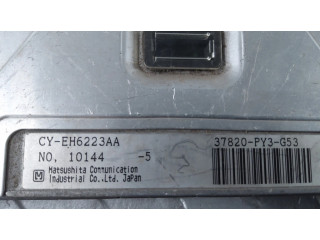 CY-EH6223AA
NO, 10144 -5
M Matsushita Communication
Industrial Co.,Ltd. JaPan
37820-PY3-G53